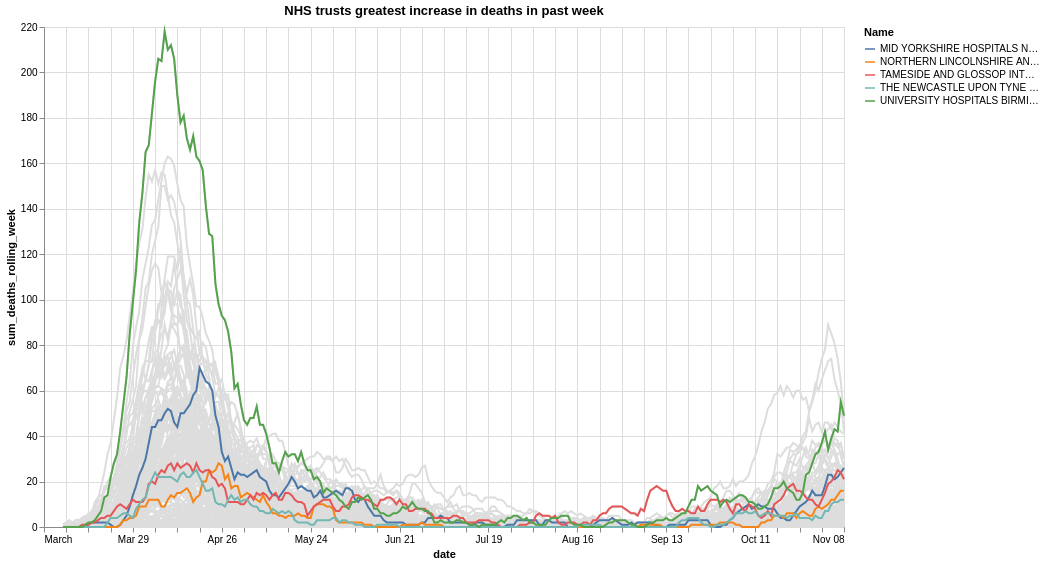 NHS trusts greatest increase in deaths in past week
220
200
180
160
140
120
100
80
60
40
20
0
sum_deaths_rolling_week
March
Mar 29
Apr 26
May 24
Jun 21
Jul 19
Aug 16
Sep 13
Oct 11
Nov 08
date
Name
MID YORKSHIRE HOSPITALS N…
NORTHERN LINCOLNSHIRE AN…
TAMESIDE AND GLOSSOP INT…
THE NEWCASTLE UPON TYNE …
UNIVERSITY HOSPITALS BIRMI…